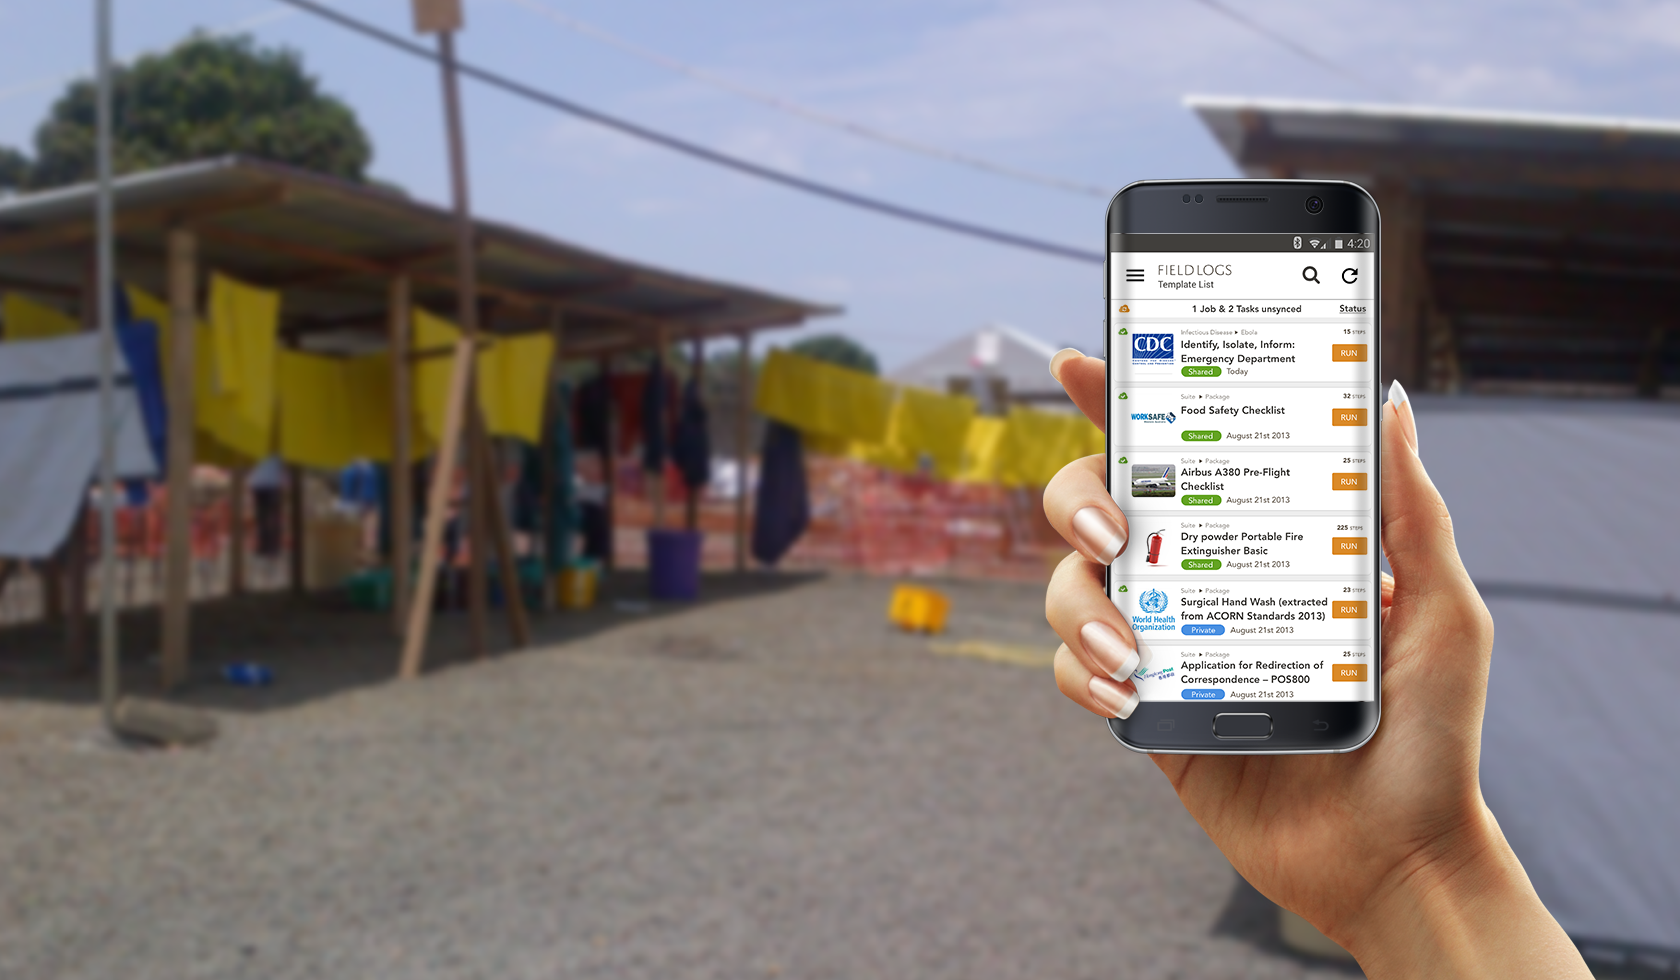 4:20
FIELD LOGS
Template List
1 Job & 2 Tasks unsynced Status
Infectious Disease ▸ Ebola 15 STEPS
CDC
Identify, Isolate, Inform:
Emergency Department
RUN
Shared Today
Suite ▸ Package 32 STEPS
WORKSAFE
Food Safety Checklist
RUN
Shared August 21st 2013
Suite ▸ Package 25 STEPS
Airbus A380 Pre-Flight
Checklist
RUN
Shared August 21st 2013
Suite ▸ Package 225 STEPS
Dry powder Portable Fire
Extinguisher Basic
RUN
Shared August 21st 2013
Suite ▸ Package 23 STEPS
World Health
Organization
Surgical Hand Wash (extracted
from ACORN Standards 2013)
RUN
Private August 21st 2013
Suite ▸ Package 25 STEPS
Application for Redirection of
Correspondence – POS800
RUN
Private August 21st 2013